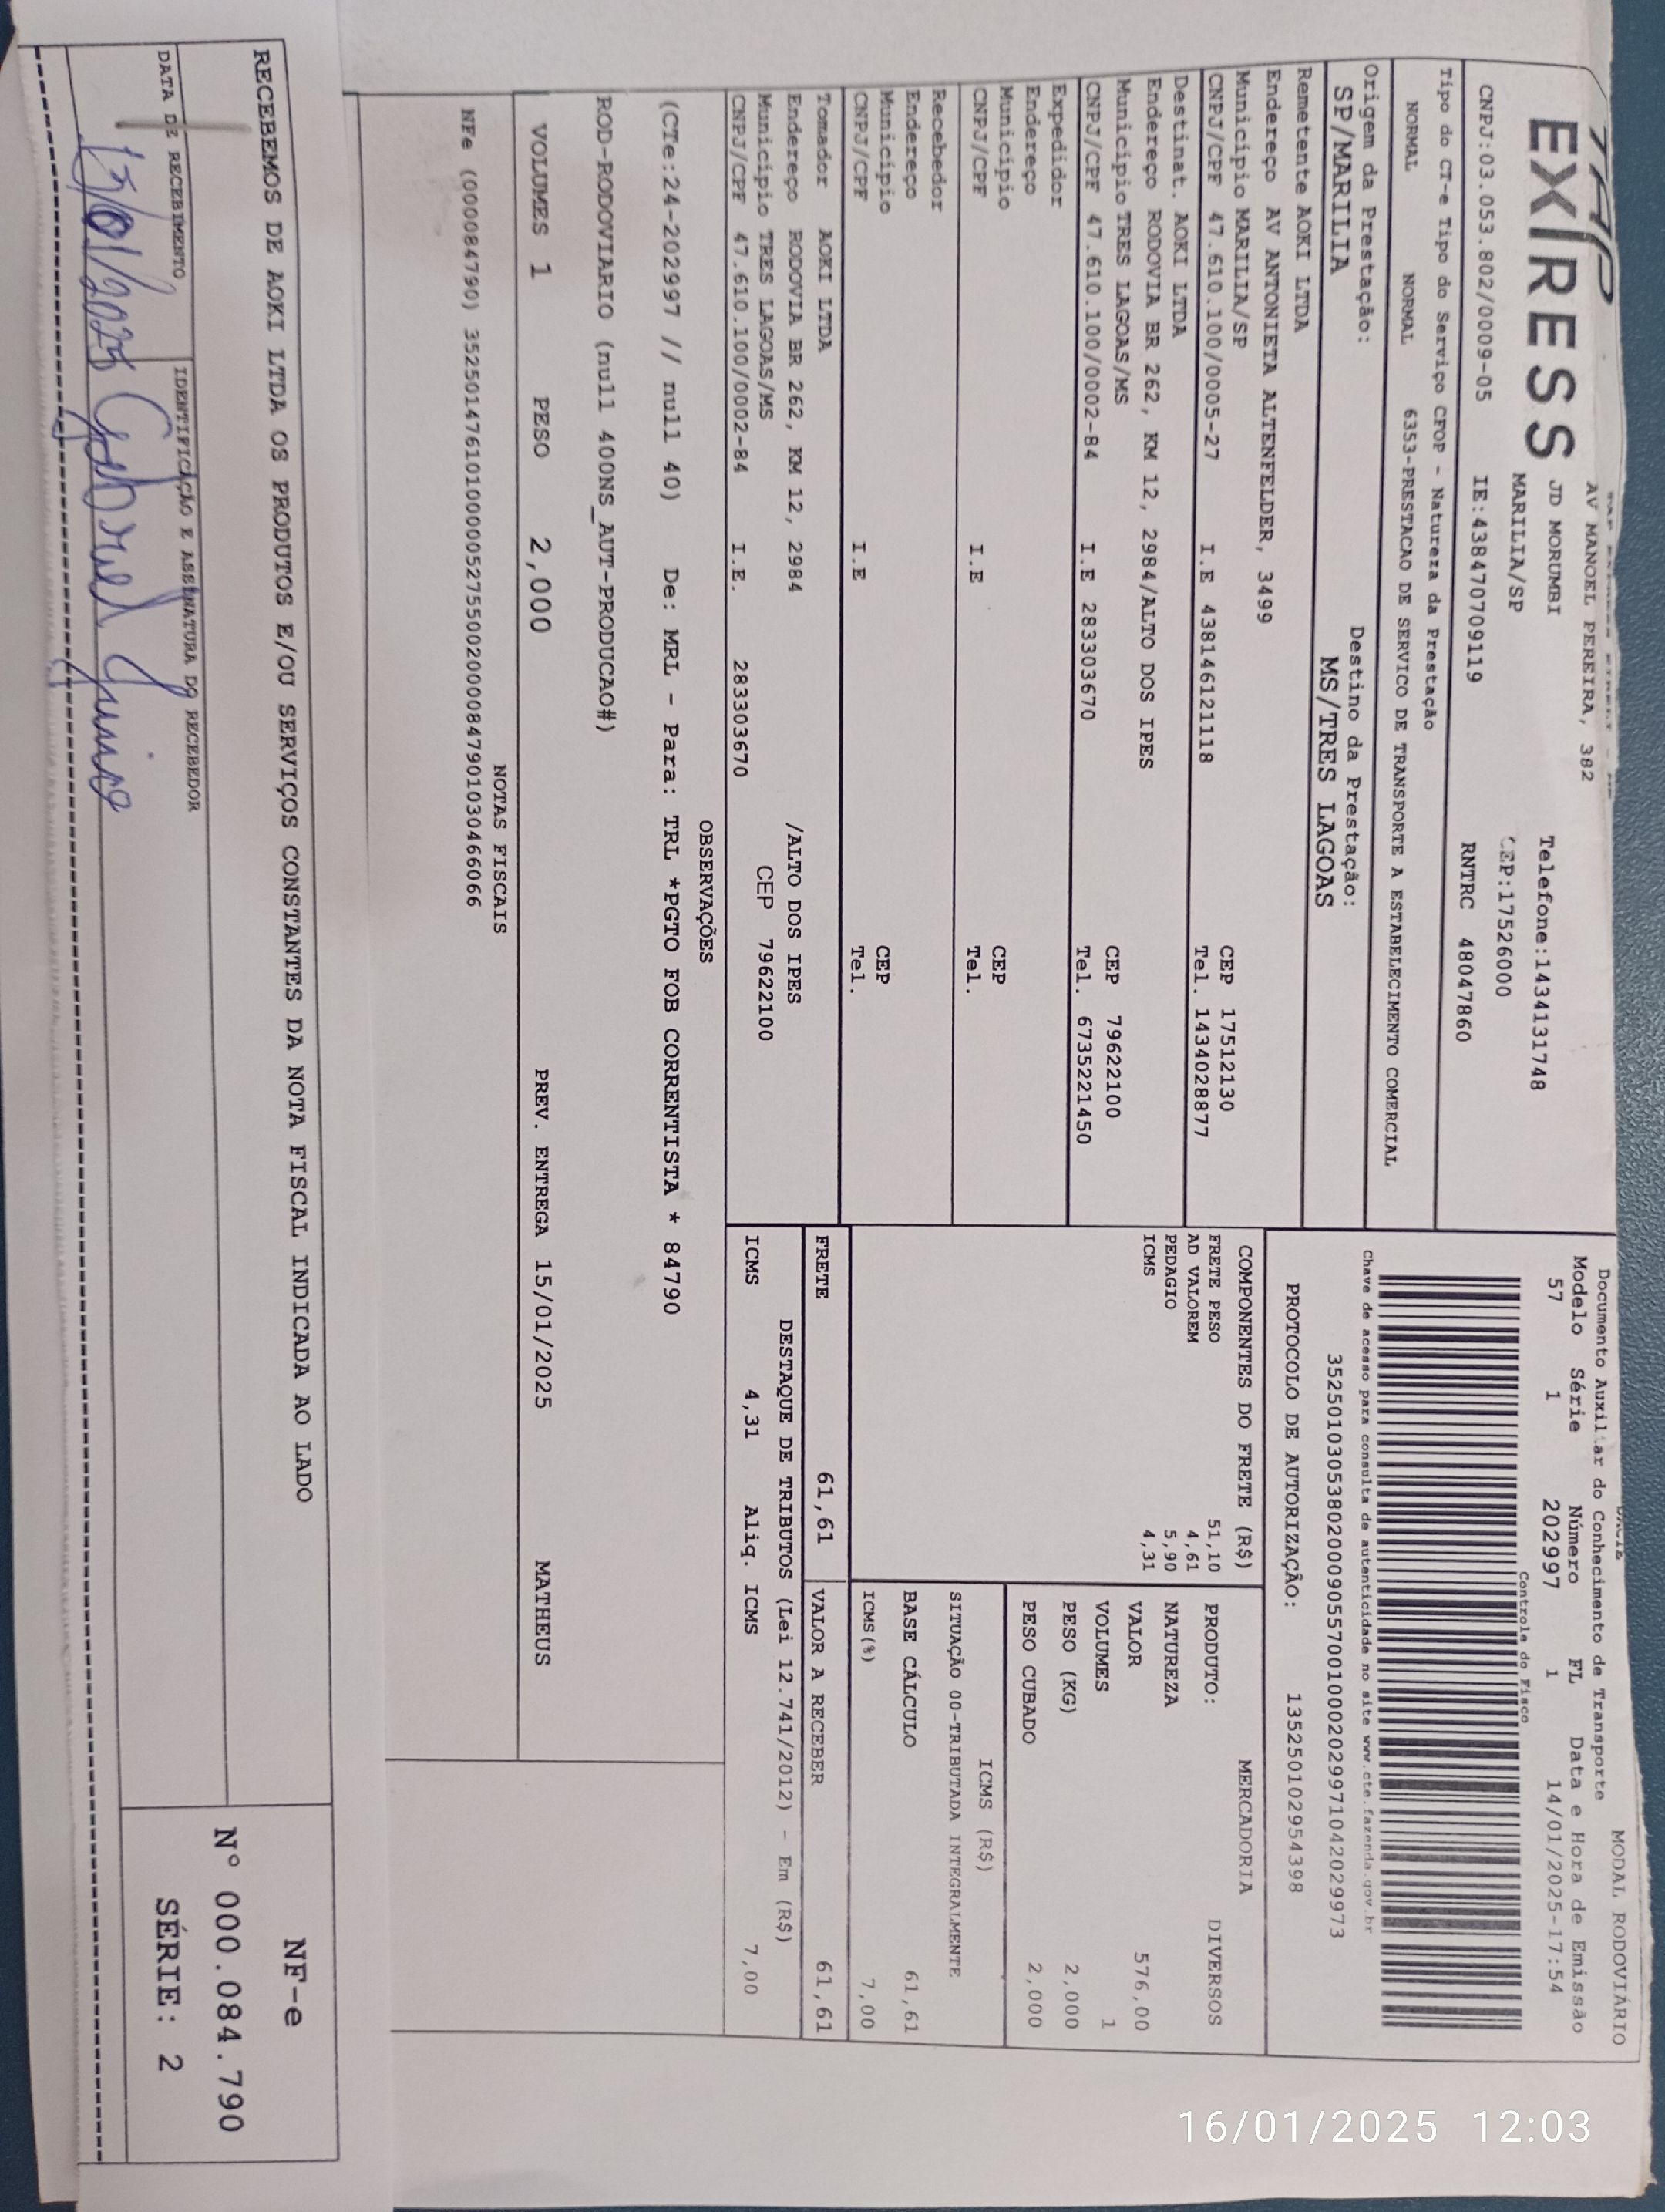 TAP
EXPRESS
AV MANOEL PEREIRA, 382
JD MORUMBI
MARILIA/SP
Telefone:1434131748
CEP:17526000
CNPJ:03.053.802/0009-05 IE:438470709119 RNTRC 48047860
Tipo do CT-e Tipo do Serviço CFOP - Natureza da Prestação
NORMAL NORMAL 6353-PRESTACAO DE SERVICO DE TRANSPORTE A ESTABELECIMENTO COMERCIAL
Origem da Prestação: Destino da Prestação:
SP/MARILIA MS/TRES LAGOAS
MODAL RODOVIÁRIO
Documento Auxiliar do Conhecimento de Transporte
Modelo Série Número FL Data e Hora de Emissão
57 1 202997 1 14/01/2025-17:54
Controle do Fisco
Chave de acesso para consulta de autenticidade no site www.cte.fazenda.gov.br
35250103053802000905570010002029971042029973
PROTOCOLO DE AUTORIZAÇÃO: 135250102954398
Remetente AOKI LTDA
Endereço AV ANTONIETA ALTENFELDER, 3499
Município MARILIA/SP CEP 17512130
CNPJ/CPF 47.610.100/0005-27 I.E 438146121118 Tel. 1434028877
Destinat. AOKI LTDA
Endereço RODOVIA BR 262, KM 12, 2984/ALTO DOS IPES
Município TRES LAGOAS/MS CEP 79622100
CNPJ/CPF 47.610.100/0002-84 I.E 283303670 Tel. 6735221450
Expedidor
Endereço
Município CEP
CNPJ/CPF I.E Tel.
Recebedor
Endereço
Município CEP
CNPJ/CPF I.E Tel.
Tomador AOKI LTDA
Endereço RODOVIA BR 262, KM 12, 2984 /ALTO DOS IPES
Município TRES LAGOAS/MS CEP 79622100
CNPJ/CPF 47.610.100/0002-84 I.E. 283303670
COMPONENTES DO FRETE (R$)
FRETE PESO 51,10
AD VALOREM 4,61
PEDAGIO 5,90
ICMS 4,31
MERCADORIA
PRODUTO: DIVERSOS
NATUREZA
VALOR 576,00
VOLUMES 1
PESO (KG) 2,000
PESO CUBADO 2,000
ICMS (R$)
SITUAÇÃO 00-TRIBUTADA INTEGRALMENTE
BASE CÁLCULO 61,61
ICMS(%) 7,00
FRETE 61,61 VALOR A RECEBER 61,61
DESTAQUE DE TRIBUTOS (Lei 12.741/2012) - Em (R$)
ICMS 4,31 Aliq. ICMS 7,00
OBSERVAÇÕES
(CTe:24-202997 // null 40) De: MRL - Para: TRL *PGTO FOB CORRENTISTA * 84790
ROD-RODOVIARIO (null 400NS_AUT-PRODUCAO#)
VOLUMES 1 PESO 2,000 PREV. ENTREGA 15/01/2025 MATHEUS
NOTAS FISCAIS
NFe (000084790) 35250147610100000527550020000847901030466066
RECEBEMOS DE AOKI LTDA OS PRODUTOS E/OU SERVIÇOS CONSTANTES DA NOTA FISCAL INDICADA AO LADO
DATA DE RECEBIMENTO IDENTIFICAÇÃO E ASSINATURA DO RECEBEDOR
15/01/2025 Gabriel Junior
NF-e
Nº 000.084.790
SÉRIE: 2
16/01/2025 12:03